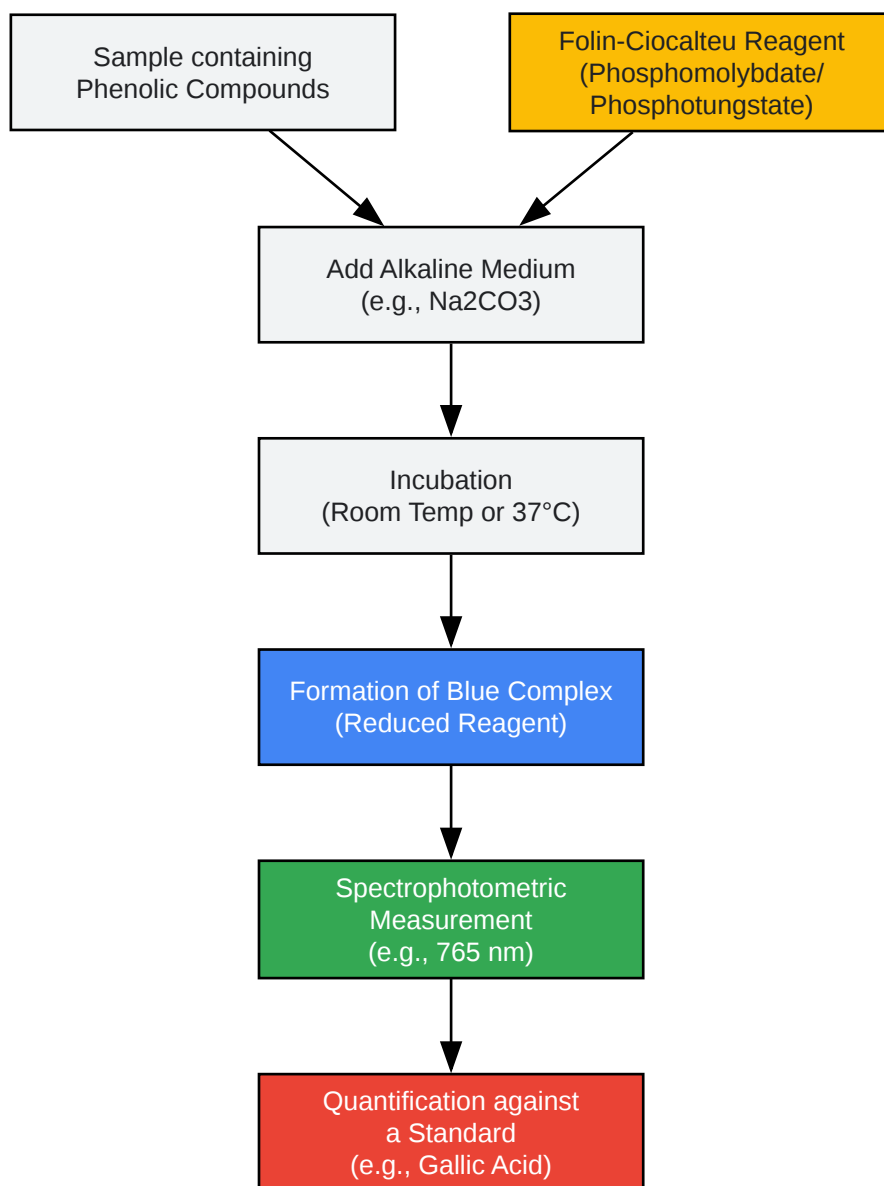 Sample containing
Phenolic Compounds
Folin-Ciocalteu Reagent
(Phosphomolybdate/
Phosphotungstate)
Add Alkaline Medium
(e.g., Na2CO3)
Incubation
(Room Temp or 37°C)
Formation of Blue Complex
(Reduced Reagent)
Spectrophotometric
Measurement
(e.g., 765 nm)
Quantification against
a Standard
(e.g., Gallic Acid)